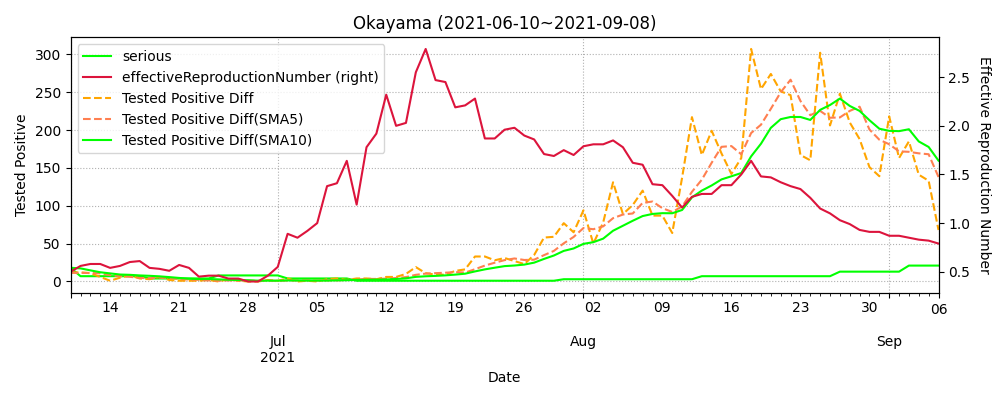 Okayama (2021-06-10~2021-09-08)
serious
effectiveReproductionNumber (right)
Tested Positive Diff
Tested Positive Diff(SMA5)
Tested Positive Diff(SMA10)
Tested Positive
300
250
200
150
100
50
0
Effective Reproduction Number
2.5
2.0
1.5
1.0
0.5
14 21 28 05 12 19 26 02 09 16 23 30 06
Jul Aug Sep
2021
Date